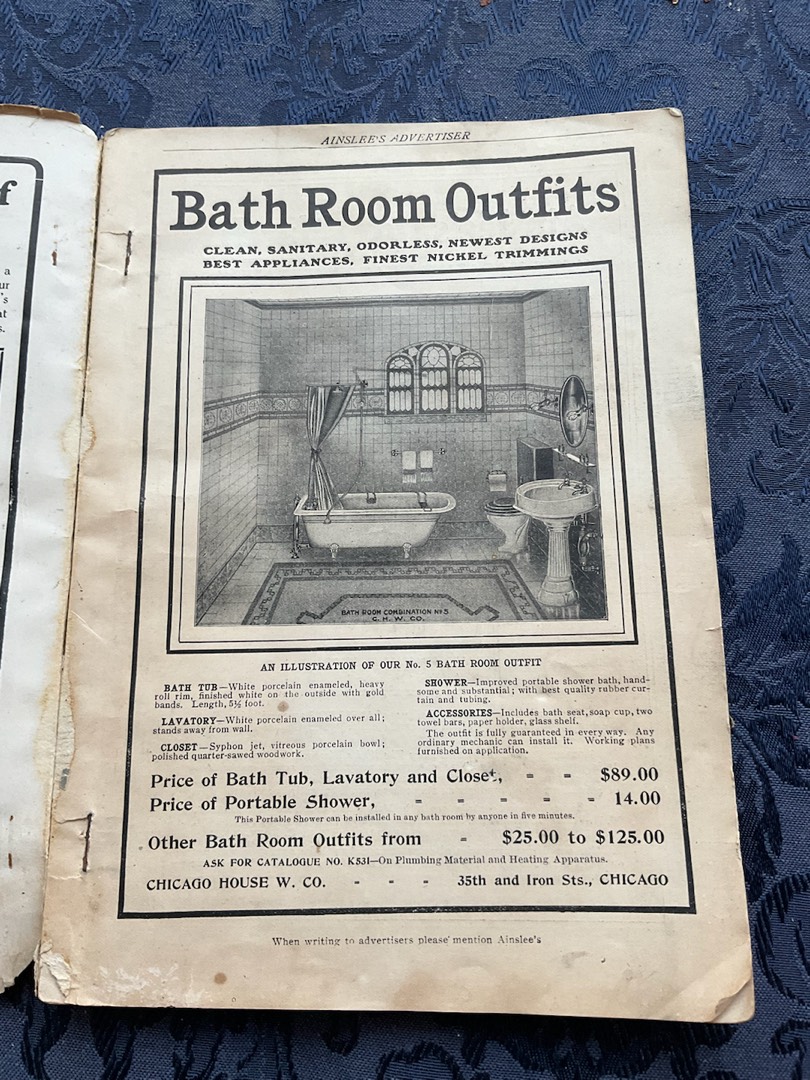 f
a
ur
's
at
s.
AINSLEE'S ADVERTISER
Bath Room Outfits
CLEAN, SANITARY, ODORLESS, NEWEST DESIGNS
BEST APPLIANCES, FINEST NICKEL TRIMMINGS
BATH ROOM COMBINATION No 5
C. H. W. CO.
AN ILLUSTRATION OF OUR No. 5 BATH ROOM OUTFIT
BATH TUB—White porcelain enameled, heavy
roll rim, finished white on the outside with gold
bands. Length, 5½ foot.
LAVATORY—White porcelain enameled over all;
stands away from wall.
CLOSET—Syphon jet, vitreous porcelain bowl;
polished quarter-sawed woodwork.
SHOWER—Improved portable shower bath, hand-
some and substantial; with best quality rubber cur-
tain and tubing.
ACCESSORIES—Includes bath seat, soap cup, two
towel bars, paper holder, glass shelf.
The outfit is fully guaranteed in every way. Any
ordinary mechanic can install it. Working plans
furnished on application.
Price of Bath Tub, Lavatory and Closet, - - $89.00
Price of Portable Shower, - - - - - 14.00
This Portable Shower can be installed in any bath room by anyone in five minutes.
Other Bath Room Outfits from - $25.00 to $125.00
ASK FOR CATALOGUE NO. K531—On Plumbing Material and Heating Apparatus.
CHICAGO HOUSE W. CO. - - - 35th and Iron Sts., CHICAGO
When writing to advertisers please mention Ainslee's